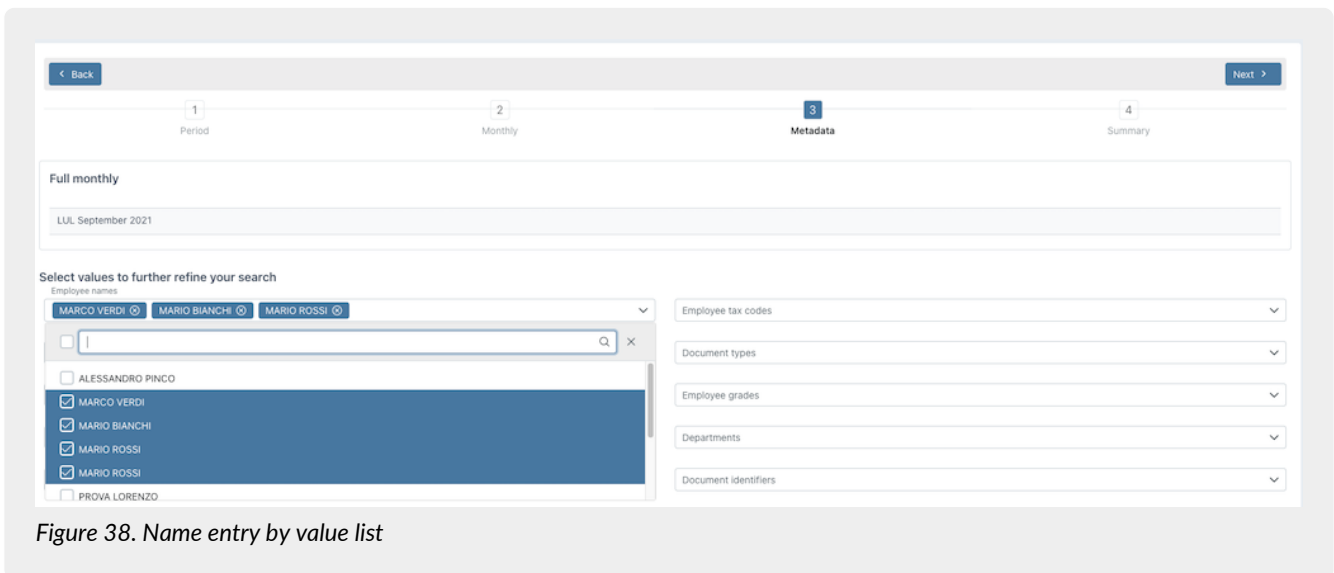 Back
Next
1
2
3
4
Period
Monthly
Metadata
Summary
Full monthly
LUL September 2021
Select values to further refine your search
Employee names
MARCO VERDI
MARIO BIANCHI
MARIO ROSSI
ALESSANDRO PINCO
MARCO VERDI
MARIO BIANCHI
MARIO ROSSI
MARIO ROSSI
PROVA LORENZO
Employee tax codes
Document types
Employee grades
Departments
Document identifiers
Figure 38. Name entry by value list